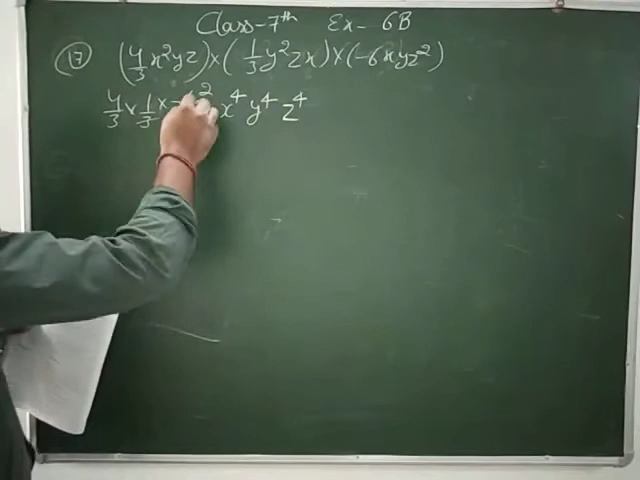 Class-7th Ex-6B
(17) (4/3 x²yz) × (1/3 y²zx) × (-6xyz²)
4/3 × 1/3 × - 2 x⁴ y⁴ z⁴